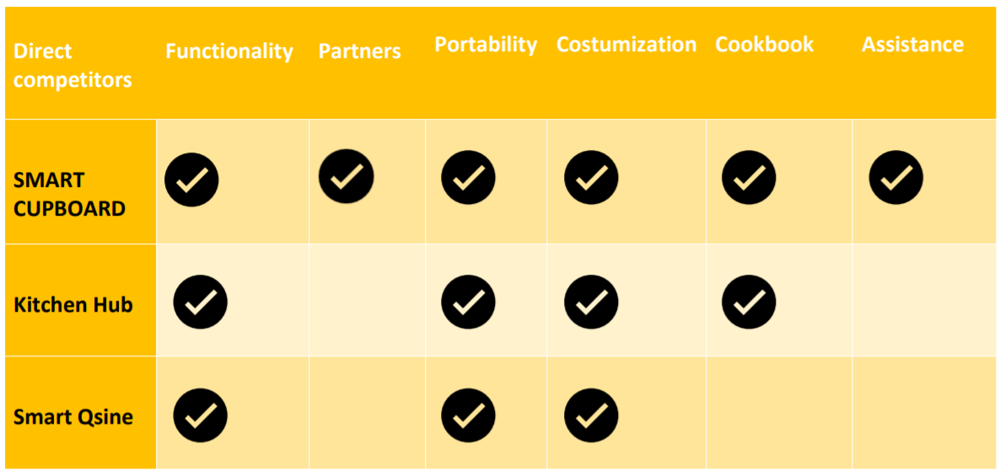 Direct
competitors
Functionality
Partners
Portability
Costumization
Cookbook
Assistance
SMART
CUPBOARD
Kitchen Hub
Smart Qsine